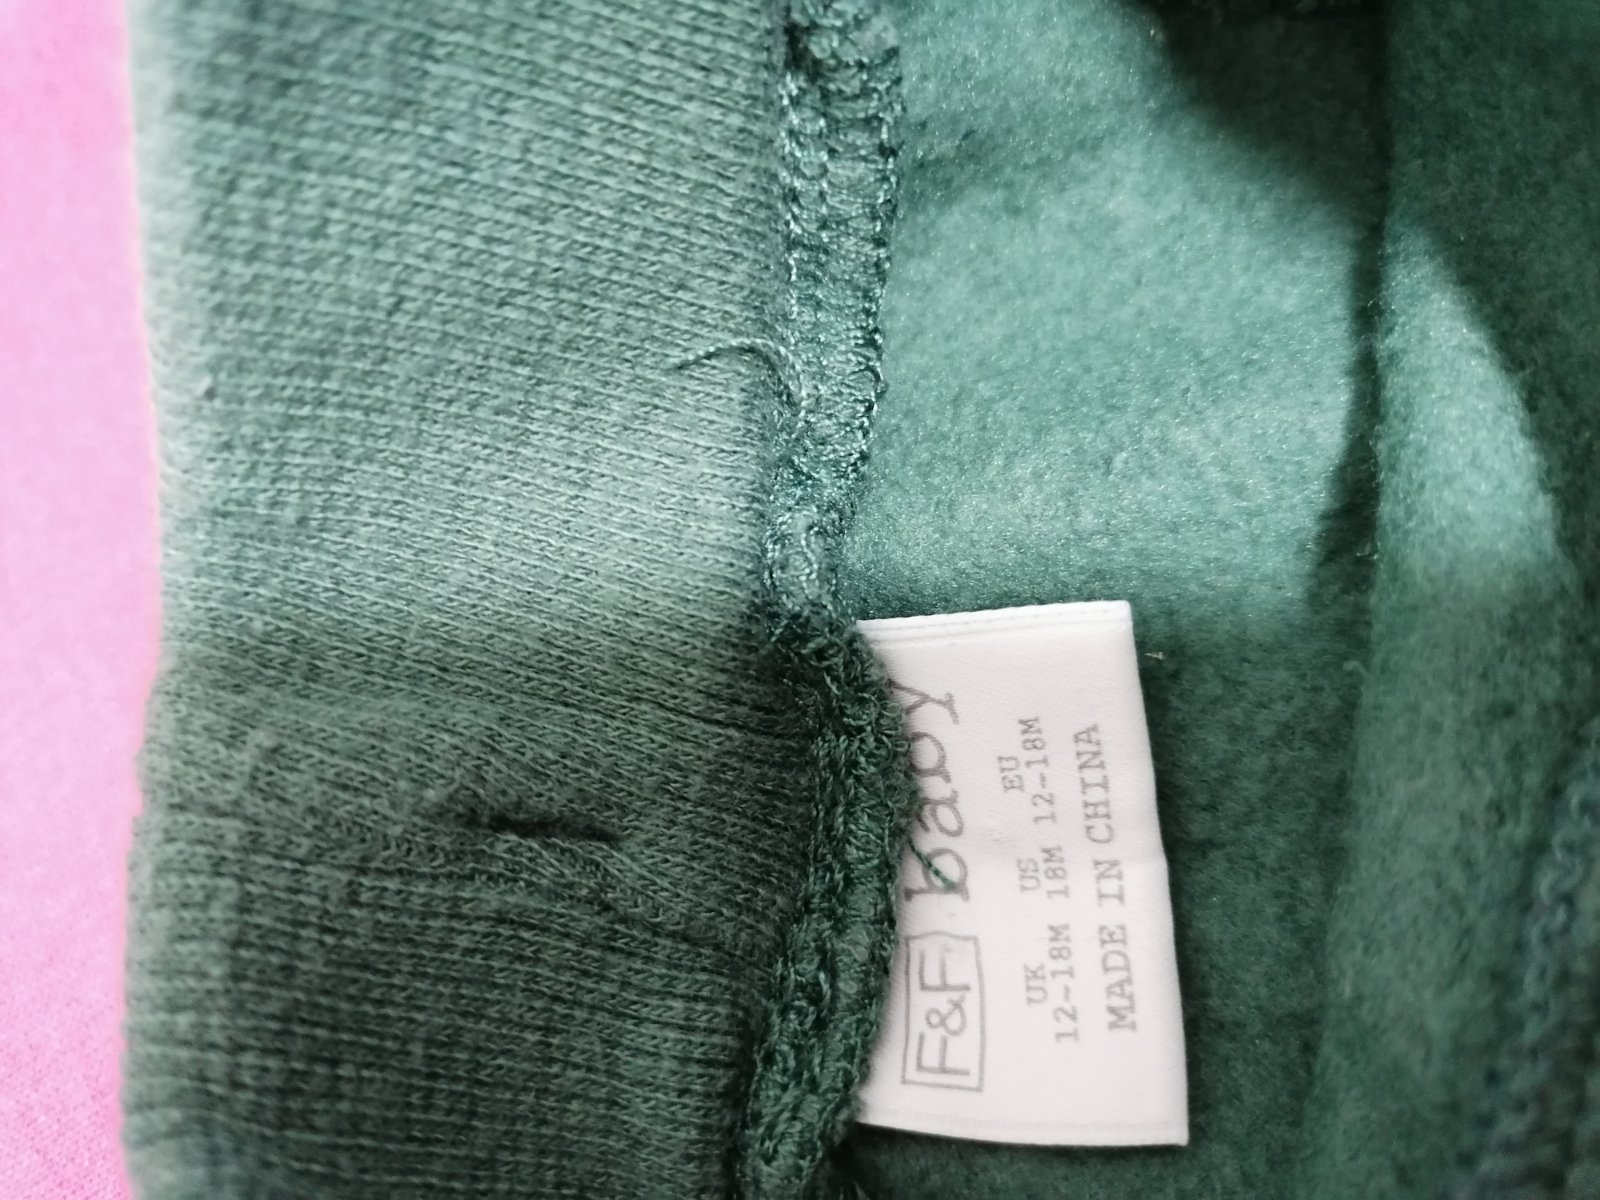 F&F baby
UK US EU
12-18M 18M 12-18M
MADE IN CHINA